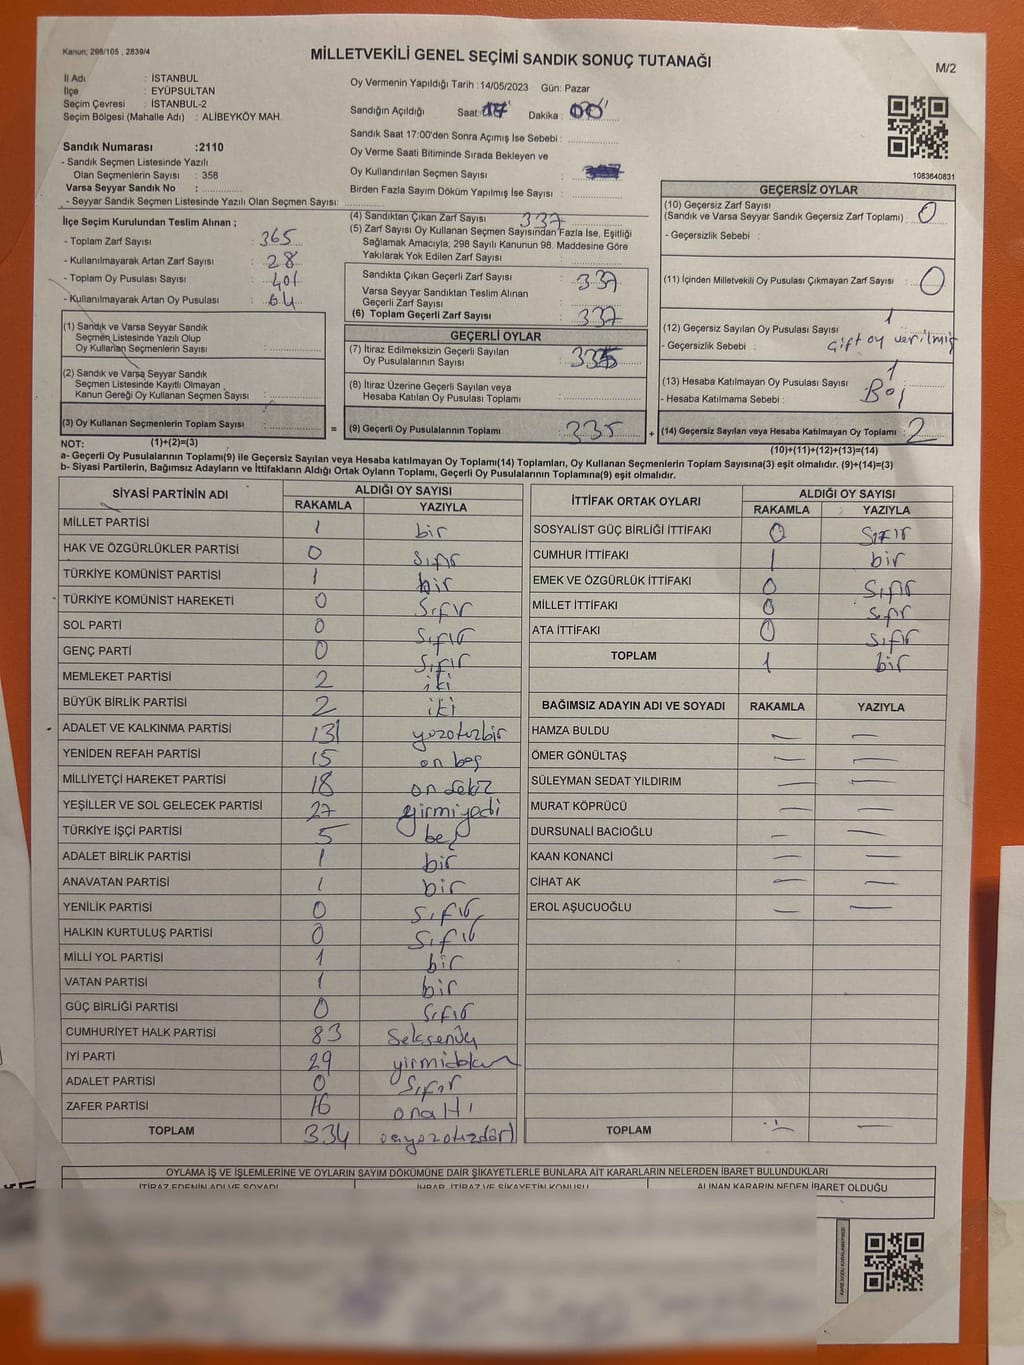 Kanun: 298/105 , 2839/4
MİLLETVEKİLİ GENEL SEÇİMİ SANDIK SONUÇ TUTANAĞI
M/2
İl Adı : İSTANBUL
İlçe : EYÜPSULTAN
Seçim Çevresi : İSTANBUL-2
Seçim Bölgesi (Mahalle Adı) : ALİBEYKÖY MAH.
Oy Vermenin Yapıldığı Tarih :14/05/2023 Gün: Pazar
Sandığın Açıldığı Saat: 17 Dakika : 00
Sandık Saat 17:00'den Sonra Açımış İse Sebebi :
Oy Verme Saati Bitiminde Sırada Bekleyen ve
Oy Kullandırılan Seçmen Sayısı :
Birden Fazla Sayım Döküm Yapılmış İse Sayısı :
1083640831
Sandık Numarası :2110
- Sandık Seçmen Listesinde Yazılı
Olan Seçmenlerin Sayısı : 358
Varsa Seyyar Sandık No :
- Seyyar Sandık Seçmen Listesinde Yazılı Olan Seçmen Sayısı:
İlçe Seçim Kurulundan Teslim Alınan ;
- Toplam Zarf Sayısı : 365
- Kullanılmayarak Artan Zarf Sayısı : 28
- Toplam Oy Pusulası Sayısı : 401
- Kullanılmayarak Artan Oy Pusulası : 64
(1) Sandık ve Varsa Seyyar Sandık
Seçmen Listesinde Yazılı Olup
Oy Kullanan Seçmenlerin Sayısı :
(2) Sandık ve Varsa Seyyar Sandık
Seçmen Listesinde Kayıtlı Olmayan
Kanun Gereği Oy Kullanan Seçmen Sayısı :
(3) Oy Kullanan Seçmenlerin Toplam Sayısı :
(4) Sandıktan Çıkan Zarf Sayısı : 337
(5) Zarf Sayısı Oy Kullanan Seçmen Sayısından Fazla İse, Eşitliği
Sağlamak Amacıyla; 298 Sayılı Kanunun 98. Maddesine Göre
Yakılarak Yok Edilen Zarf Sayısı :
Sandıkta Çıkan Geçerli Zarf Sayısı : 337
Varsa Seyyar Sandıktan Teslim Alınan
Geçerli Zarf Sayısı :
(6) Toplam Geçerli Zarf Sayısı : 337
GEÇERLİ OYLAR
(7) İtiraz Edilmeksizin Geçerli Sayılan
Oy Pusulalarının Sayısı : 335
(8) İtiraz Üzerine Geçerli Sayılan veya
Hesaba Katılan Oy Pusulası Toplamı :
= (9) Geçerli Oy Pusulalarının Toplamı : 335
GEÇERSİZ OYLAR
(10) Geçersiz Zarf Sayısı
(Sandık ve Varsa Seyyar Sandık Geçersiz Zarf Toplamı) : 0
- Geçersizlik Sebebi :
(11) İçinden Milletvekili Oy Pusulası Çıkmayan Zarf Sayısı : 0
(12) Geçersiz Sayılan Oy Pusulası Sayısı : 1
- Geçersizlik Sebebi : Çift oy verilmiş
(13) Hesaba Katılmayan Oy Pusulası Sayısı : 1
- Hesaba Katılmama Sebebi : Boş
+ (14) Geçersiz Sayılan veya Hesaba Katılmayan Oy Toplamı : 2
NOT: (1)+(2)=(3)
(10)+(11)+(12)+(13)=(14)
a- Geçerli Oy Pusulalarının Toplamı(9) ile Geçersiz Sayılan veya Hesaba katılmayan Oy Toplamı(14) Toplamları, Oy Kullanan Seçmenlerin Toplam Sayısına(3) eşit olmalıdır. (9)+(14)=(3)
b- Siyasi Partilerin, Bağımsız Adayların ve İttifakların Aldığı Ortak Oyların Toplamı, Geçerli Oy Pusulalarının Toplamına(9) eşit olmalıdır.
SİYASİ PARTİNİN ADI ALDIĞI OY SAYISI
RAKAMLA YAZIYLA
MİLLET PARTİSİ 1 bir
HAK VE ÖZGÜRLÜKLER PARTİSİ 0 sıfır
TÜRKİYE KOMÜNİST PARTİSİ 1 bir
TÜRKİYE KOMÜNİST HAREKETİ 0 sıfır
SOL PARTİ 0 sıfır
GENÇ PARTİ 0 sıfır
MEMLEKET PARTİSİ 2 iki
BÜYÜK BİRLİK PARTİSİ 2 iki
ADALET VE KALKINMA PARTİSİ 131 yüzotuzbir
YENİDEN REFAH PARTİSİ 15 on beş
MİLLİYETÇİ HAREKET PARTİSİ 18 on sekiz
YEŞİLLER VE SOL GELECEK PARTİSİ 27 yirmiyedi
TÜRKİYE İŞÇİ PARTİSİ 5 beş
ADALET BİRLİK PARTİSİ 1 bir
ANAVATAN PARTİSİ 1 bir
YENİLİK PARTİSİ 0 sıfır
HALKIN KURTULUŞ PARTİSİ 0 sıfır
MİLLİ YOL PARTİSİ 1 bir
VATAN PARTİSİ 1 bir
GÜÇ BİRLİĞİ PARTİSİ 0 sıfır
CUMHURİYET HALK PARTİSİ 83 seksenüç
İYİ PARTİ 29 yirmidokuz
ADALET PARTİSİ 0 sıfır
ZAFER PARTİSİ 16 onaltı
TOPLAM 334 üçyüzotuzdört
İTTİFAK ORTAK OYLARI ALDIĞI OY SAYISI
RAKAMLA YAZIYLA
SOSYALİST GÜÇ BİRLİĞİ İTTİFAKI 0 sıfır
CUMHUR İTTİFAKI 1 bir
EMEK VE ÖZGÜRLÜK İTTİFAKI 0 sıfır
MİLLET İTTİFAKI 0 sıfır
ATA İTTİFAKI 0 sıfır
TOPLAM 1 bir
BAĞIMSIZ ADAYIN ADI VE SOYADI RAKAMLA YAZIYLA
HAMZA BULDU — —
ÖMER GÖNÜLTAŞ — —
SÜLEYMAN SEDAT YILDIRIM — —
MURAT KÖPRÜCÜ — —
DURSUNALİ BACIOĞLU — —
KAAN KONANCİ — —
CİHAT AK — —
EROL AŞUCUOĞLU — —
TOPLAM — —
OYLAMA İŞ VE İŞLEMLERİNE VE OYLARIN SAYIM DÖKÜMÜNE DAİR ŞİKAYETLERLE BUNLARA AİT KARARLARIN NELERDEN İBARET BULUNDUKLARI
İTİRAZ EDENİN ADI VE SOYADI İHBAR, İTİRAZ VE ŞİKAYETİN KONUSU ALINAN KARARIN NEDEN İBARET OLDUĞU